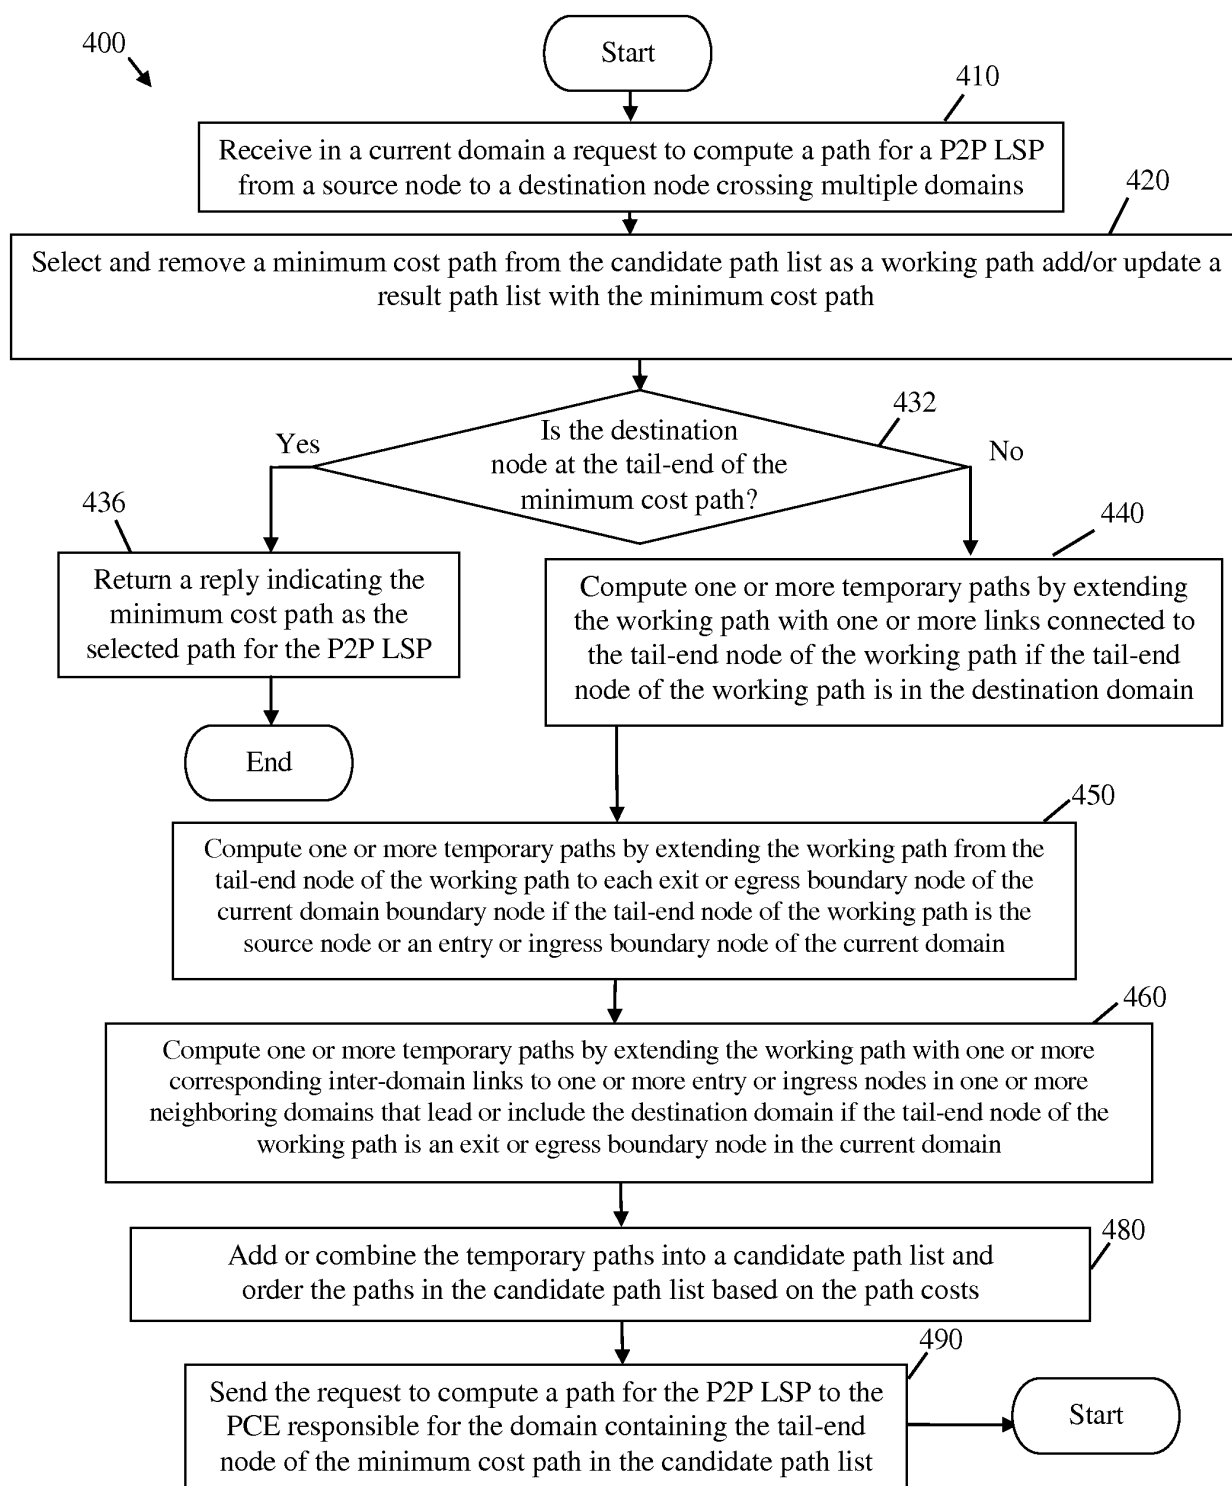 400
Start
410
Receive in a current domain a request to compute a path for a P2P LSP
from a source node to a destination node crossing multiple domains
420
Select and remove a minimum cost path from the candidate path list as a working path add/or update a
result path list with the minimum cost path
432
Is the destination
node at the tail-end of the
minimum cost path?
Yes
No
436
Return a reply indicating the
minimum cost path as the
selected path for the P2P LSP
End
440
Compute one or more temporary paths by extending
the working path with one or more links connected to
the tail-end node of the working path if the tail-end
node of the working path is in the destination domain
450
Compute one or more temporary paths by extending the working path from the
tail-end node of the working path to each exit or egress boundary node of the
current domain boundary node if the tail-end node of the working path is the
source node or an entry or ingress boundary node of the current domain
460
Compute one or more temporary paths by extending the working path with one or more
corresponding inter-domain links to one or more entry or ingress nodes in one or more
neighboring domains that lead or include the destination domain if the tail-end node of the
working path is an exit or egress boundary node in the current domain
480
Add or combine the temporary paths into a candidate path list and
order the paths in the candidate path list based on the path costs
490
Send the request to compute a path for the P2P LSP to the
PCE responsible for the domain containing the tail-end
node of the minimum cost path in the candidate path list
Start